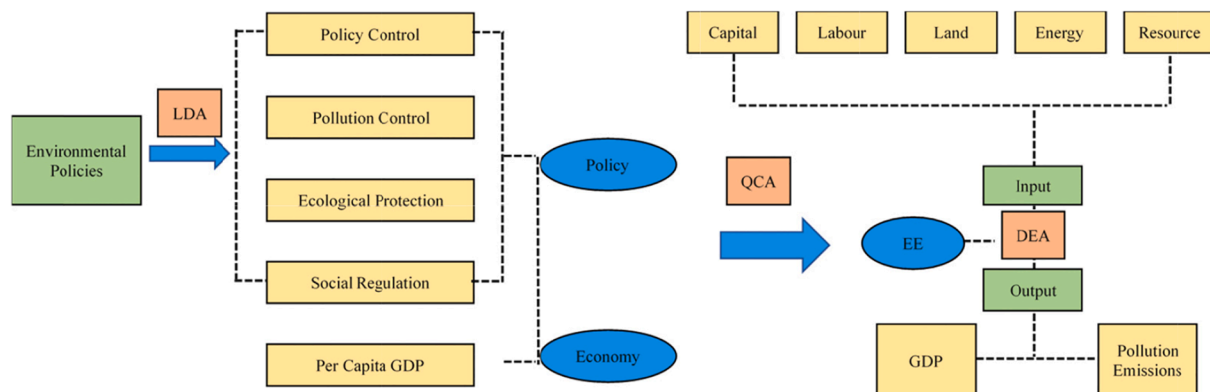 Environmental
Policies
LDA
Policy Control
Pollution Control
Ecological Protection
Social Regulation
Per Capita GDP
Policy
Economy
QCA
Capital
Labour
Land
Energy
Resource
Input
EE
DEA
Output
GDP
Pollution
Emissions